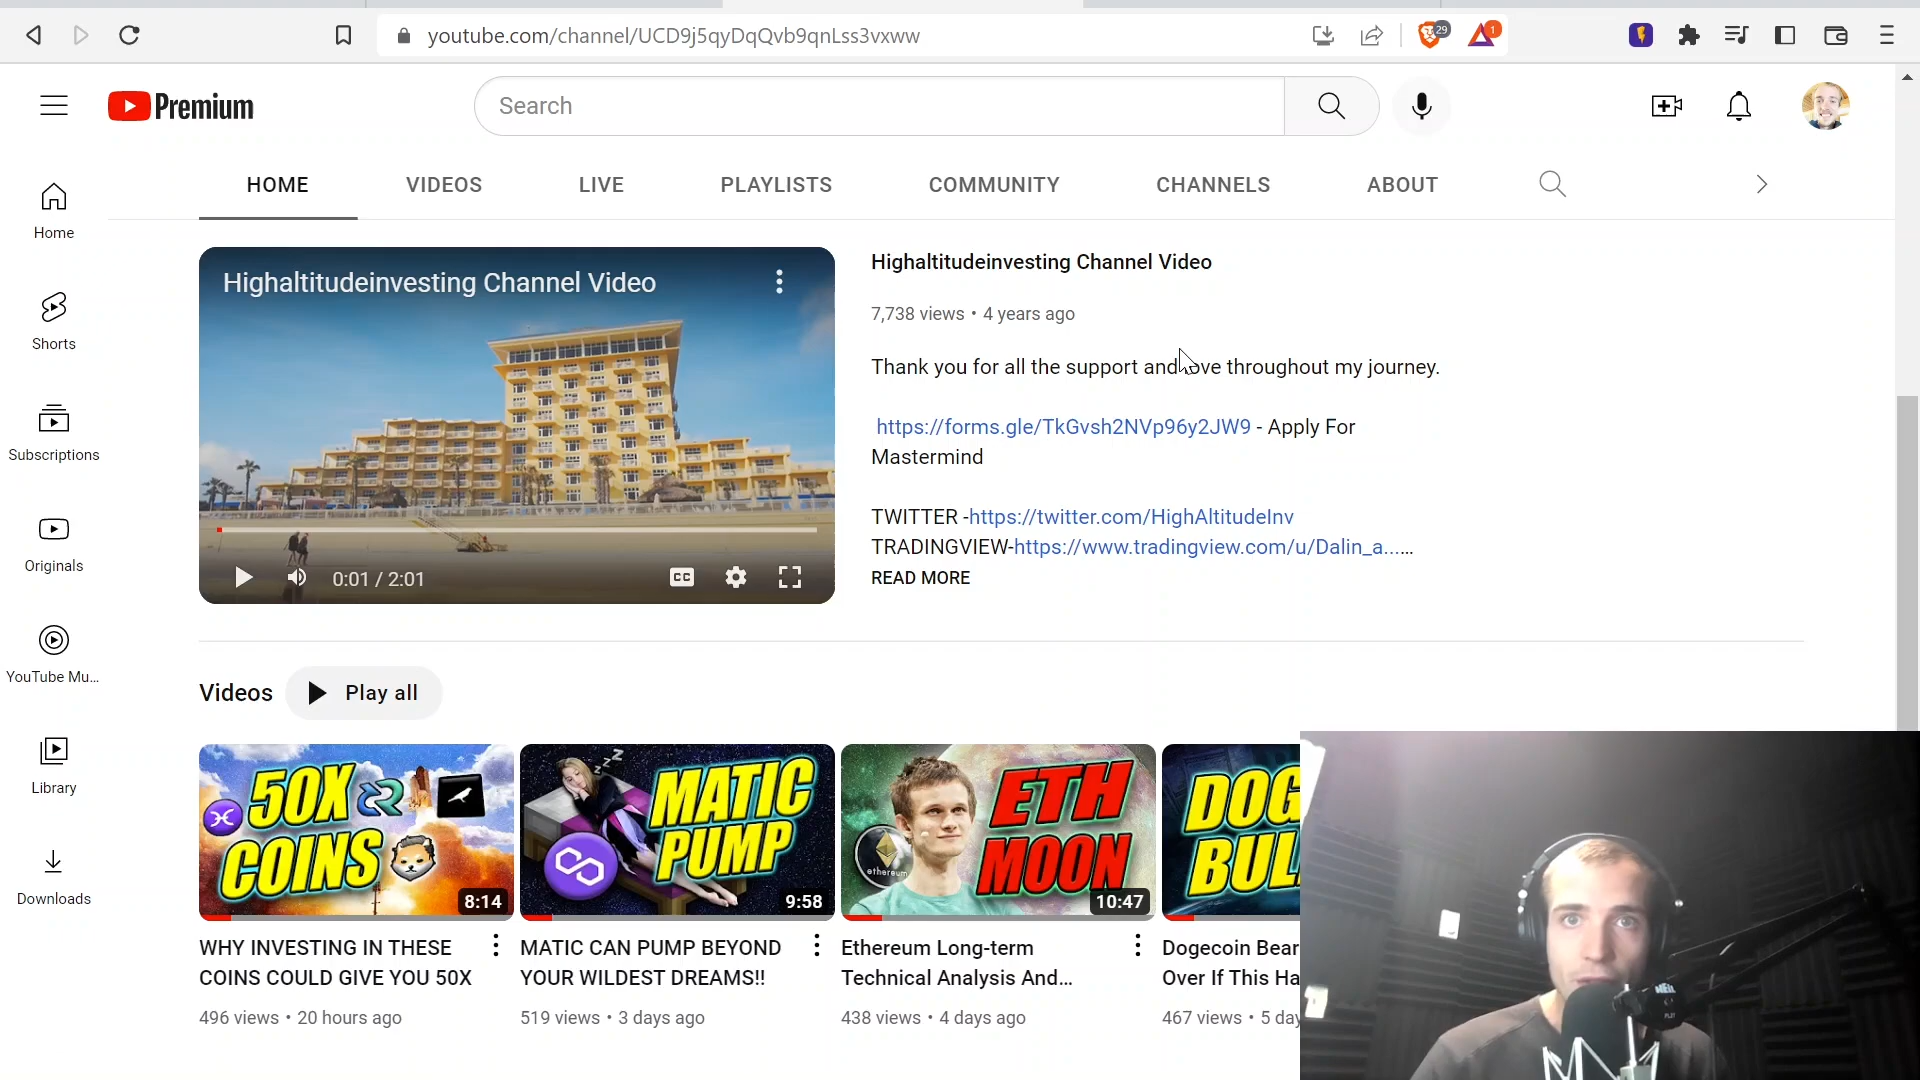 youtube.com/channel/UCD9j5qyDqQvb9qnLss3vxww
29
1
Premium
Search
HOME
VIDEOS
LIVE
PLAYLISTS
COMMUNITY
CHANNELS
ABOUT
Home
Shorts
Subscriptions
Originals
YouTube Mu...
Library
Downloads
Highaltitudeinvesting Channel Video
CC
0:01 / 2:01
Highaltitudeinvesting Channel Video
7,738 views • 4 years ago
Thank you for all the support and love throughout my journey.
https://forms.gle/TkGvsh2NVp96y2JW9 - Apply For
Mastermind
TWITTER -https://twitter.com/HighAltitudeInv
TRADINGVIEW-https://www.tradingview.com/u/Dalin_a......
READ MORE
Videos
Play all
50X
COINS
8:14
WHY INVESTING IN THESE
COINS COULD GIVE YOU 50X
496 views • 20 hours ago
zzz
MATIC
PUMP
9:58
MATIC CAN PUMP BEYOND
YOUR WILDEST DREAMS!!
519 views • 3 days ago
ETH
MOON
ethereum
10:47
Ethereum Long-term
Technical Analysis And...
438 views • 4 days ago
DOG
BUL
Dogecoin Bear
Over If This Ha
467 views • 5 day